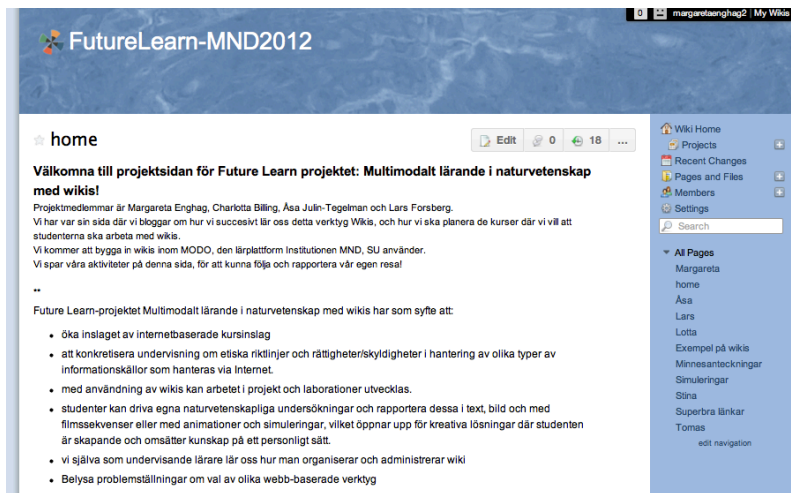 0 margaretaenghag2 | My Wikis
FutureLearn-MND2012
home
Edit 0 18 ...
Välkomna till projektsidan för Future Learn projektet: Multimodalt lärande i naturvetenskap
med wikis!
Projektmedlemmar är Margareta Enghag, Charlotta Billing, Åsa Julin-Tegelman och Lars Forsberg.
Vi har var sin sida där vi bloggar om hur vi succesivt lär oss detta verktyg Wikis, och hur vi ska planera de kurser där vi vill att
studenterna ska arbeta med wikis.
Vi kommer att bygga in wikis inom MODO, den lärplattform Institutionen MND, SU använder.
Vi spar våra aktiviteter på denna sida, för att kunna följa och rapportera vår egen resa!
**
Future Learn-projektet Multimodalt lärande i naturvetenskap med wikis har som syfte att:
• öka inslaget av internetbaserade kursinslag
• att konkretisera undervisning om etiska riktlinjer och rättigheter/skyldigheter i hantering av olika typer av
informationskällor som hanteras via Internet.
• med användning av wikis kan arbetet i projekt och laborationer utvecklas.
• studenter kan driva egna naturvetenskapliga undersökningar och rapportera dessa i text, bild och med
filmssekvenser eller med animationer och simuleringar, vilket öppnar upp för kreativa lösningar där studenten
är skapande och omsätter kunskap på ett personligt sätt.
• vi själva som undervisande lärare lär oss hur man organiserar och administrerar wiki
• Belysa problemställningar om val av olika webb-baserade verktyg
Wiki Home
Projects
Recent Changes
Pages and Files
Members
Settings
Search
All Pages
Margareta
home
Åsa
Lars
Lotta
Exempel på wikis
Minnesanteckningar
Simuleringar
Stina
Superbra länkar
Tomas
edit navigation